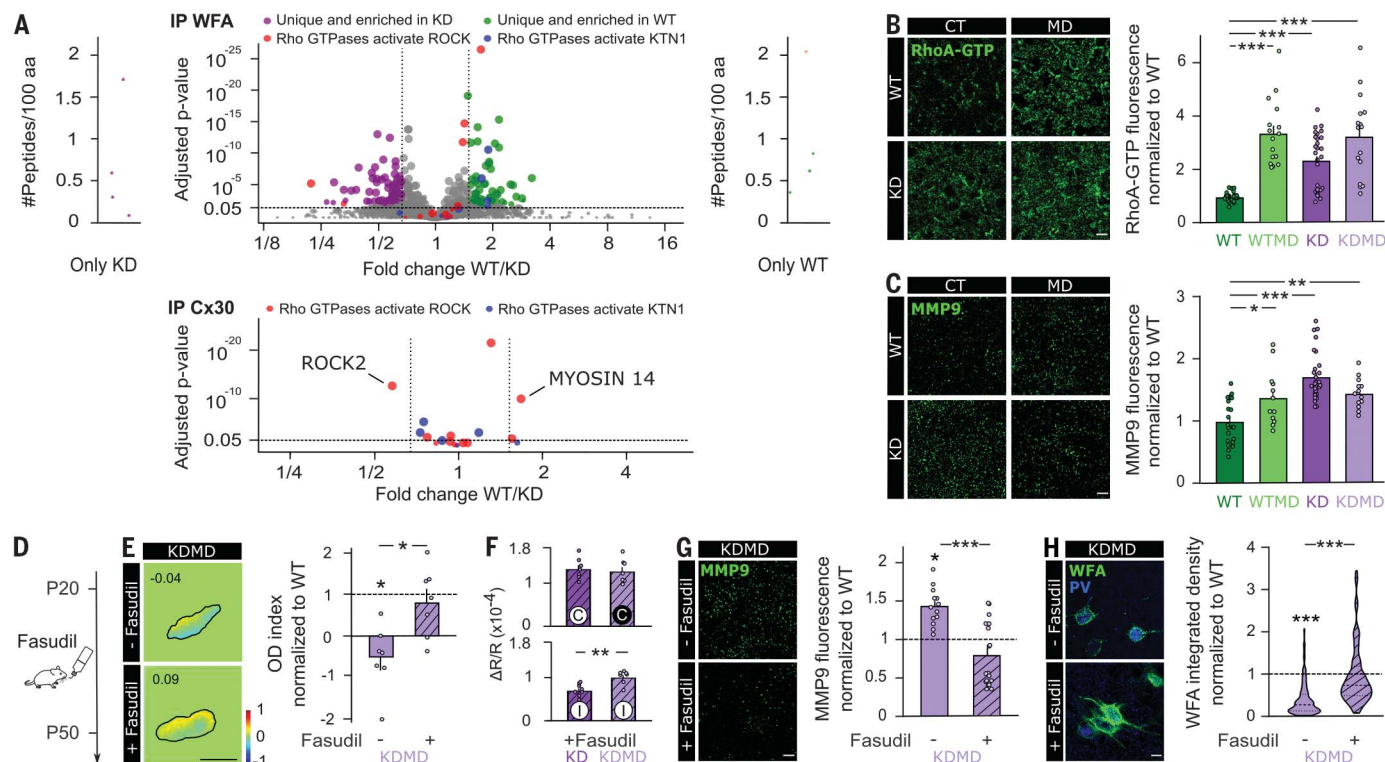 A
IP WFA
Unique and enriched in KD
Unique and enriched in WT
Rho GTPases activate ROCK
Rho GTPases activate KTN1
#Peptides/100 aa
2
1.5
1
0.5
0
Only KD
Adjusted p-value
10-25
10-20
10-15
10-10
10-5
0.05
1/8
1/4
1/2
1
2
4
8
16
Fold change WT/KD
#Peptides/100 aa
2
1.5
1
0.5
0
Only WT
IP Cx30
Rho GTPases activate ROCK
Rho GTPases activate KTN1
Adjusted p-value
10-20
10-10
0.05
ROCK2
MYOSIN 14
1/4
1/2
1
2
4
Fold change WT/KD
B
CT
MD
RhoA-GTP
WT
KD
RhoA-GTP fluorescence
normalized to WT
6
4
2
0
***
***
***
WT
WTMD
KD
KDMD
C
CT
MD
MMP9
WT
KD
MMP9 fluorescence
normalized to WT
3
2
1
0
**
***
*
WT
WTMD
KD
KDMD
D
P20
Fasudil
P50
E
KDMD
- Fasudil
-0.04
+ Fasudil
0.09
1
0
-1
OD index
normalized to WT
2
1
0
-1
-2
*
*
Fasudil
-
+
KDMD
F
ΔR/R (x10-4)
1.8
1
0
C
C
1.8
1
0
**
I
I
+Fasudil
KD
KDMD
G
KDMD
MMP9
- Fasudil
+ Fasudil
MMP9 fluorescence
normalized to WT
2
1.5
1
0.5
0
*
***
Fasudil
-
+
KDMD
H
KDMD
WFA
PV
- Fasudil
+ Fasudil
WFA integrated density
normalized to WT
4
3
2
1
0
***
***
Fasudil
-
+
KDMD